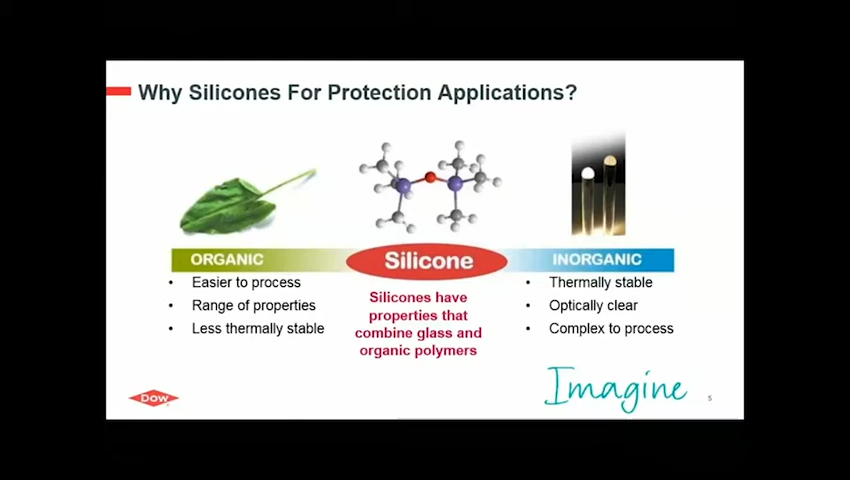 Why Silicones For Protection Applications?
ORGANIC
Silicone
INORGANIC
• Easier to process
• Range of properties
• Less thermally stable
Silicones have
properties that
combine glass and
organic polymers
• Thermally stable
• Optically clear
• Complex to process
Dow
Imagine
5